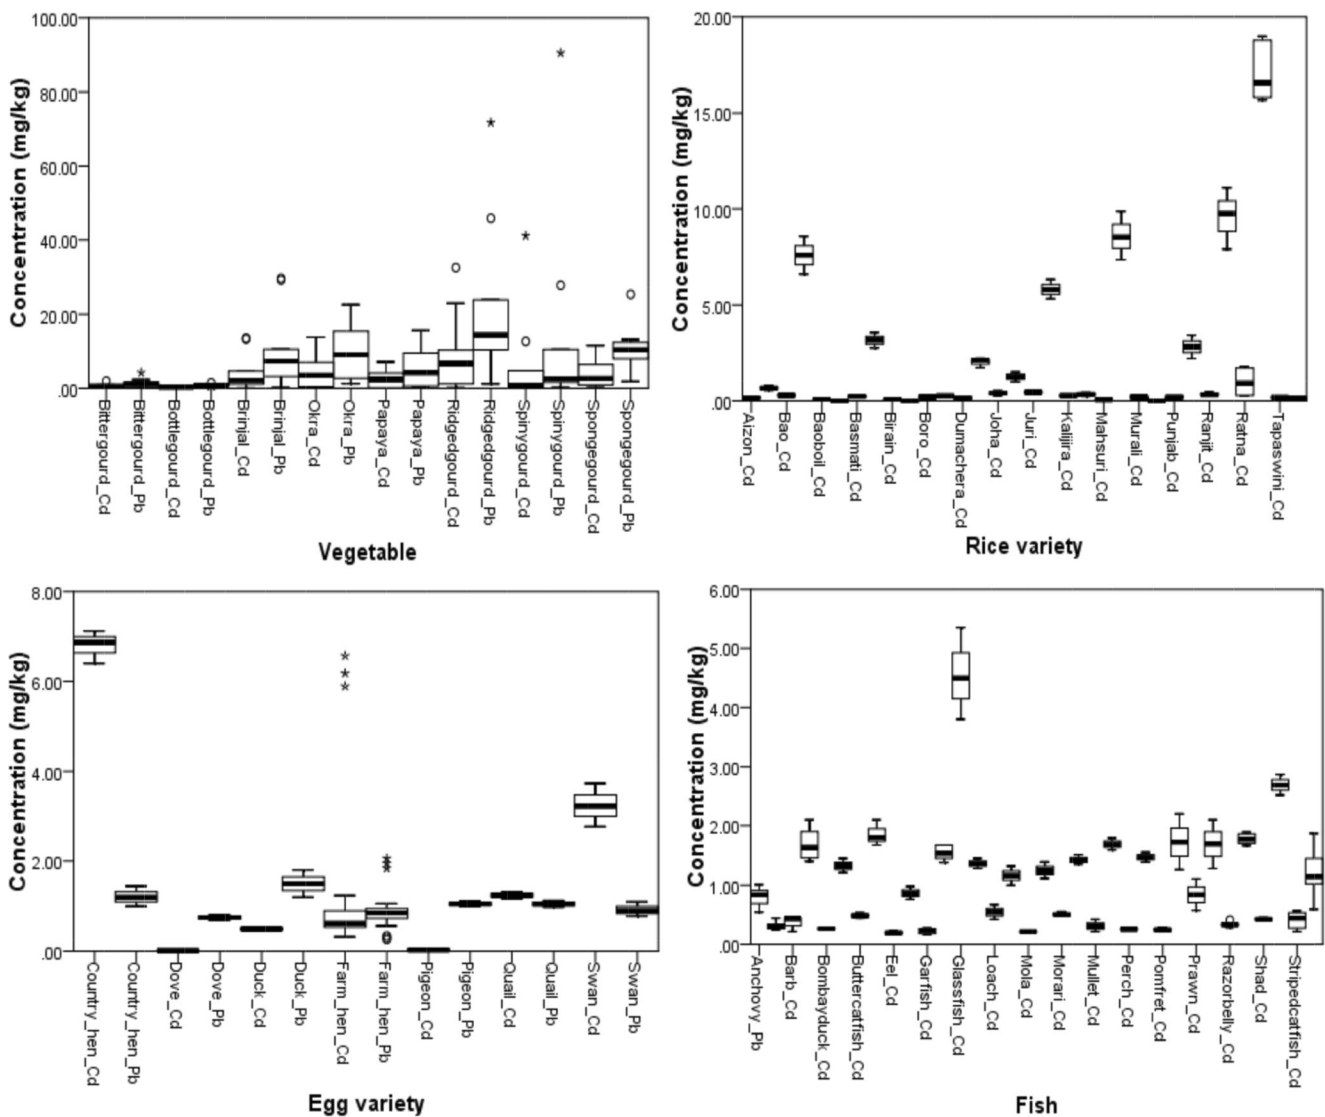 100.00
80.00
60.00
40.00
20.00
.00
Concentration (mg/kg)
Bittergourd_Cd
Bittergourd_Pb
Bottlegourd_Cd
Bottlegourd_Pb
Brinjal_Cd
Brinjal_Pb
Okra_Cd
Okra_Pb
Papaya_Cd
Papaya_Pb
Ridgedgourd_Cd
Ridgedgourd_Pb
Spinygourd_Cd
Spinygourd_Pb
Spongegourd_Cd
Spongegourd_Pb
Vegetable
20.00
15.00
10.00
5.00
.00
Concentration (mg/kg)
Aizon_Cd
Bao_Cd
Baoboil_Cd
Basmati_Cd
Birain_Cd
Boro_Cd
Dumachera_Cd
Joha_Cd
Juri_Cd
Kalijira_Cd
Mahsuri_Cd
Murali_Cd
Punjab_Cd
Ranjit_Cd
Ratna_Cd
Tapaswini_Cd
Rice variety
8.00
6.00
4.00
2.00
.00
Concentration (mg/kg)
Country_hen_Cd
Country_hen_Pb
Dove_Cd
Dove_Pb
Duck_Cd
Duck_Pb
Farm_hen_Cd
Farm_hen_Pb
Pigeon_Cd
Pigeon_Pb
Quail_Cd
Quail_Pb
Swan_Cd
Swan_Pb
Egg variety
6.00
5.00
4.00
3.00
2.00
1.00
.00
Concentration (mg/kg)
Anchovy_Pb
Barb_Cd
Bombayduck_Cd
Buttercatfish_Cd
Eel_Cd
Garfish_Cd
Glassfish_Cd
Loach_Cd
Mola_Cd
Morari_Cd
Mullet_Cd
Perch_Cd
Pomfret_Cd
Prawn_Cd
Razorbelly_Cd
Shad_Cd
Stripedcatfish_Cd
Fish